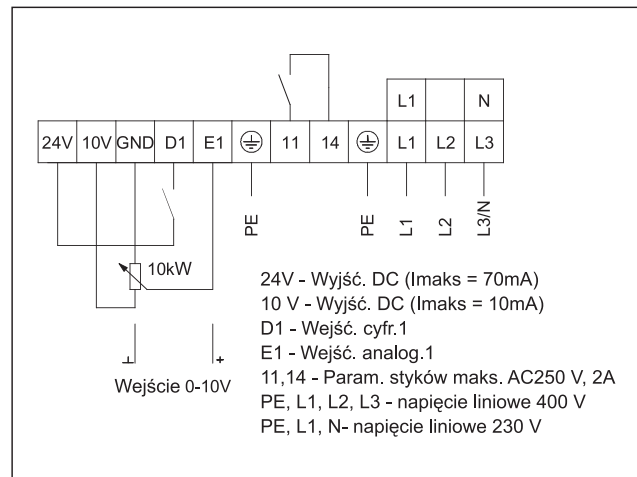 L1 N
24V 10V GND D1 E1 11 14 L1 L2 L3
PE PE L1 L2 L3/N
10kW
24V - Wyjść. DC (Imaks = 70mA)
10 V - Wyjść. DC (Imaks = 10mA)
D1 - Wejść. cyfr.1
E1 - Wejść. analog.1
11,14 - Param. styków maks. AC250 V, 2A
PE, L1, L2, L3 - napięcie liniowe 400 V
PE, L1, N- napięcie liniowe 230 V
⊥ +
Wejście 0-10V